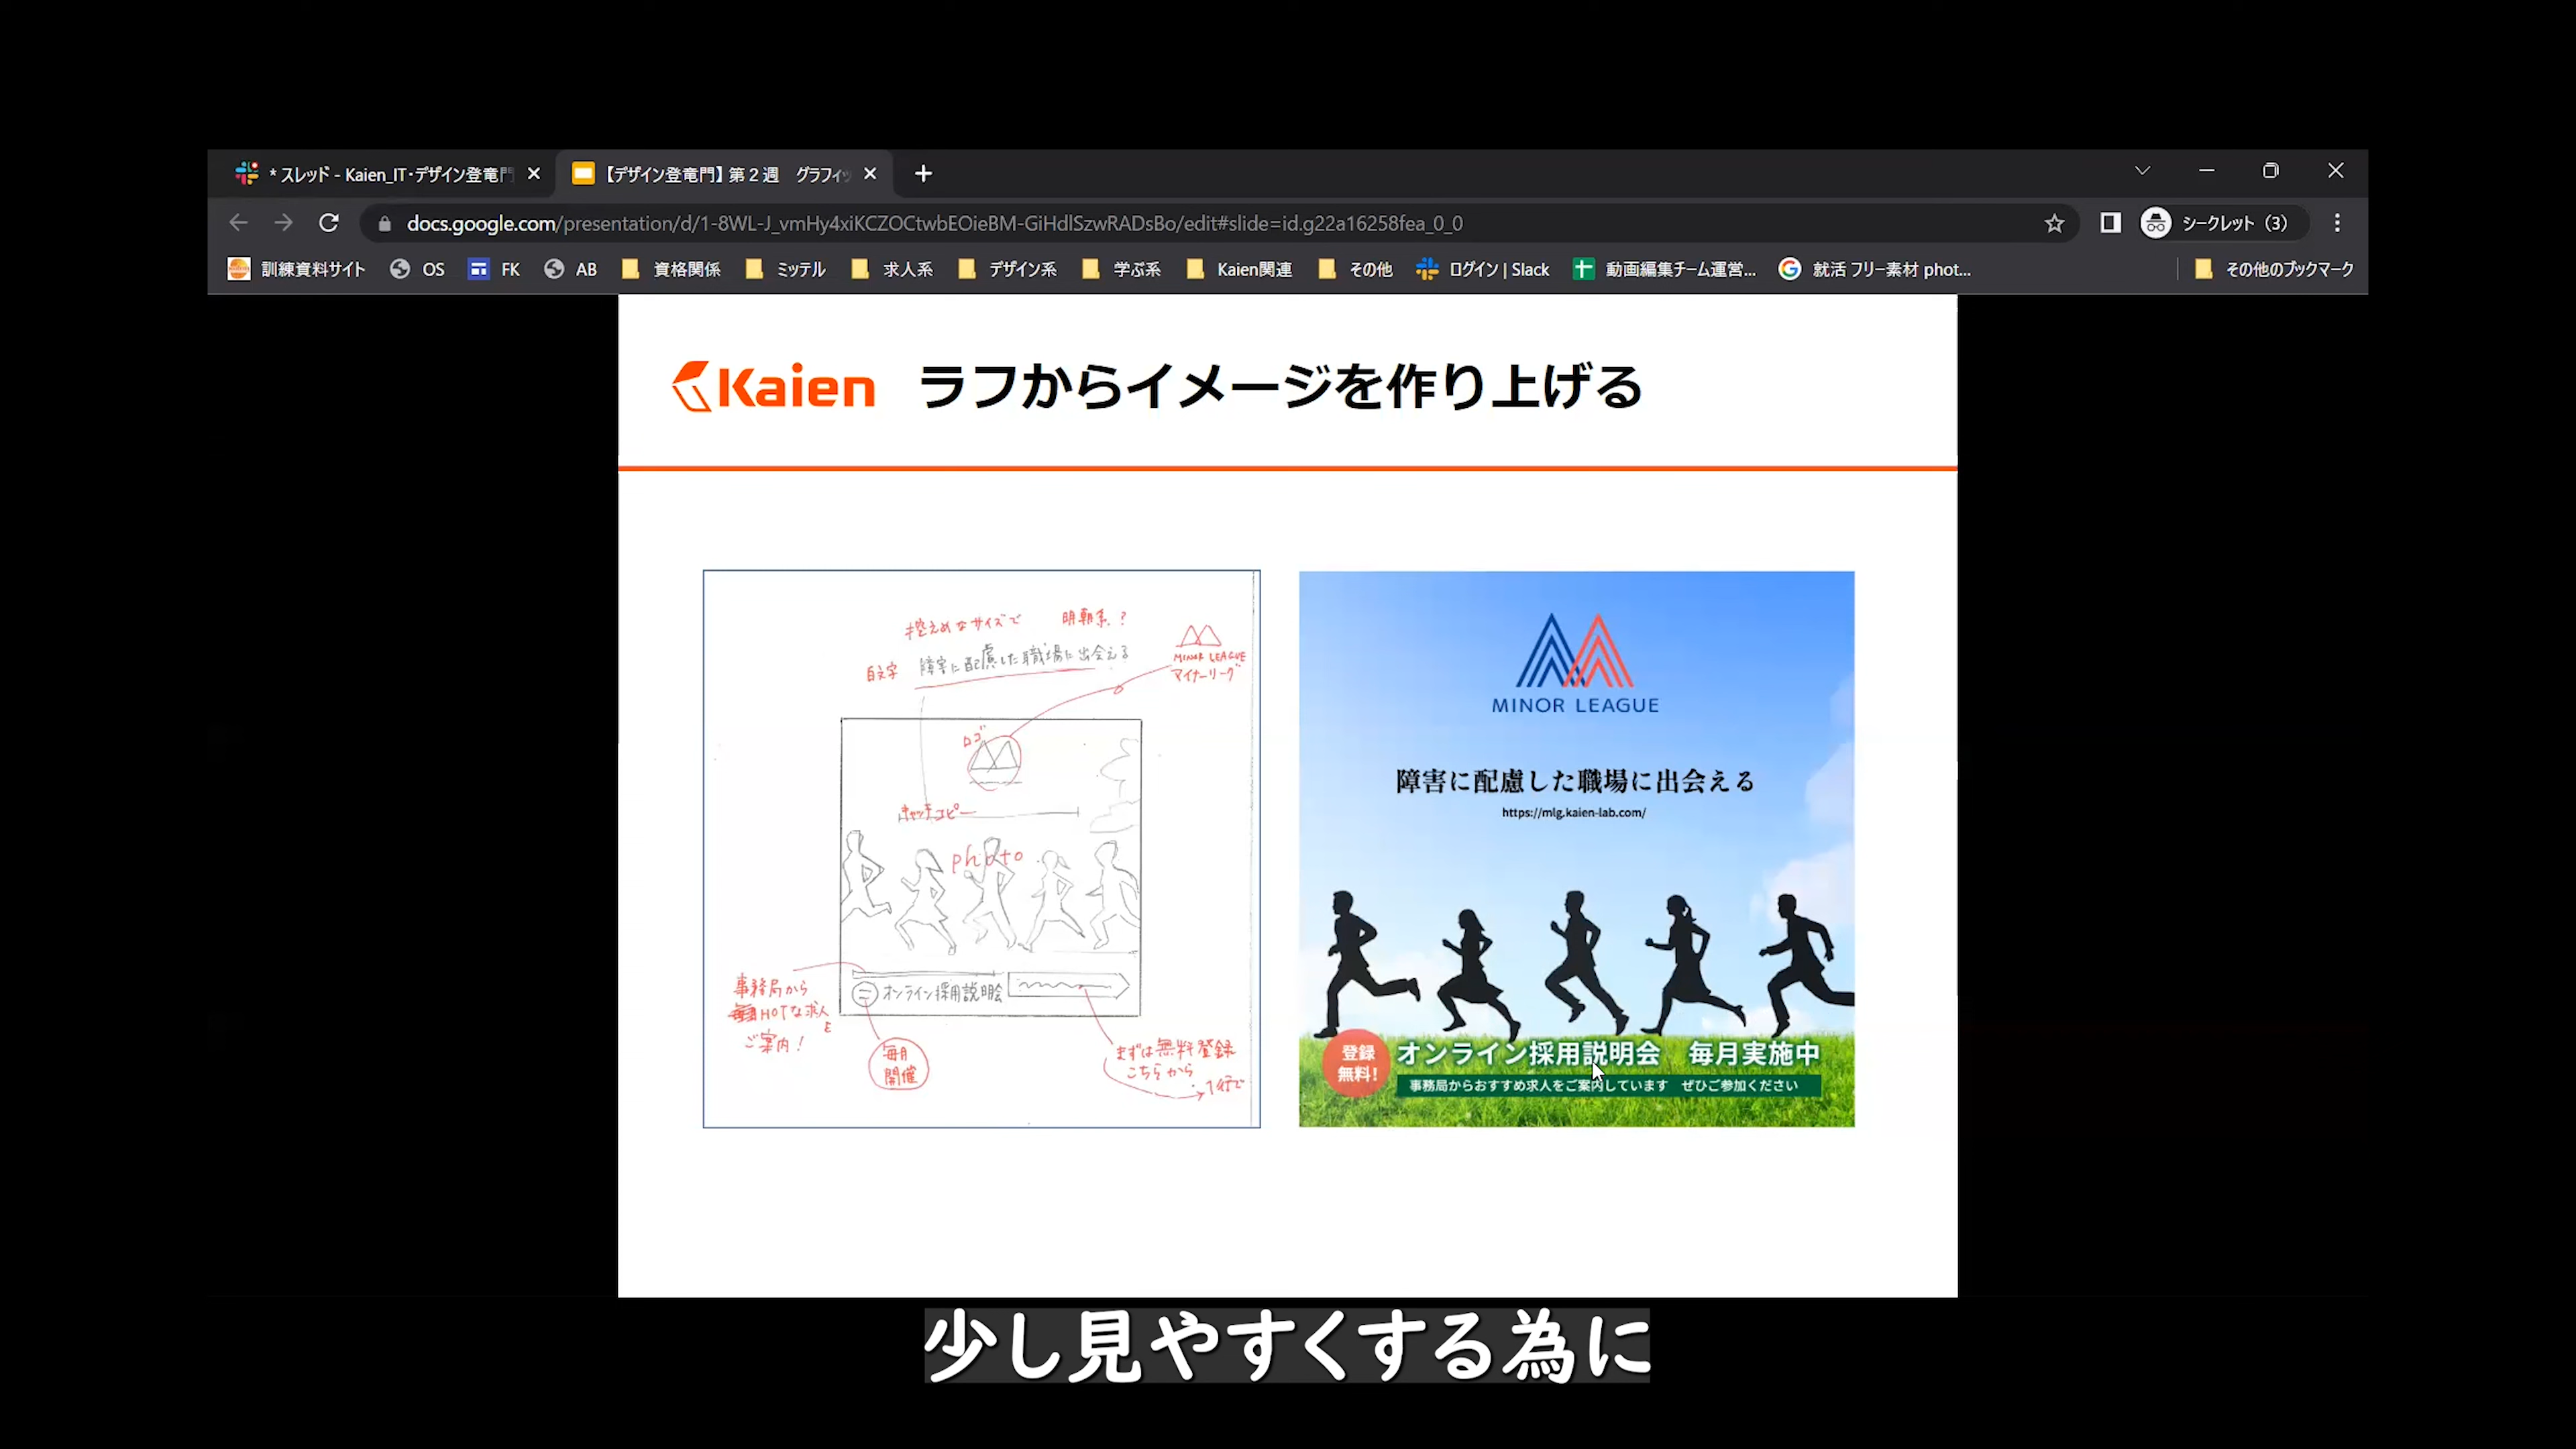 * スレッド - Kaien_IT・デザイン登竜門
【デザイン登竜門】第2週　グラフィッ
docs.google.com/presentation/d/1-8WL-J_vmHy4xiKCZOCtwbEOieBM-GiHdlSzwRADsBo/edit#slide=id.g22a16258fea_0_0
シークレット (3)
訓練資料サイト OS FK AB 資格関係 ミッテル 求人系 デザイン系 学ぶ系 Kaien関連 その他 ログイン | Slack 動画編集チーム運営... 就活 フリー素材 phot... その他のブックマーク
Kaien ラフからイメージを作り上げる
控えめなサイズで 明朝系?
白文字 障害に配慮した職場に出会える
MINOR LEAGUE
マイナーリーグ
ロゴ
キャッチコピー
photo
事務局から
HOTな求人
を
ご案内!
オンライン採用説明会
毎月
開催
まずは無料登録
こちらから
1行で
MINOR LEAGUE
障害に配慮した職場に出会える
https://mlg.kaien-lab.com/
登録
無料!
オンライン採用説明会　毎月実施中
事務局からおすすめ求人をご案内しています　ぜひご参加ください
少し見やすくする為に